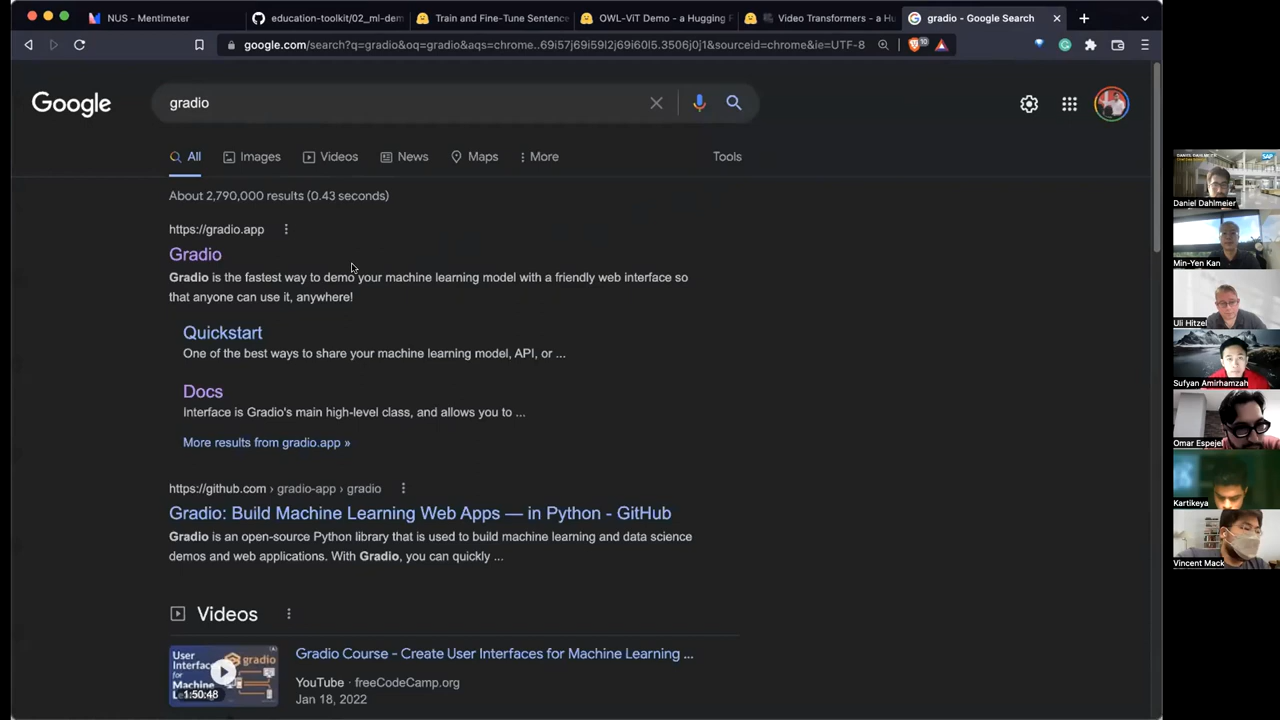 NUS - Mentimeter
education-toolkit/02_ml-dem
Train and Fine-Tune Sentence
OWL-ViT Demo - a Hugging F
Video Transformers - a Hu
gradio - Google Search
google.com/search?q=gradio&oq=gradio&aqs=chrome..69i57j69i59l2j69i60l5.3506j0j1&sourceid=chrome&ie=UTF-8
10
Google
gradio
All
Images
Videos
News
Maps
More
Tools
About 2,790,000 results (0.43 seconds)
https://gradio.app
Gradio
Gradio is the fastest way to demo your machine learning model with a friendly web interface so
that anyone can use it, anywhere!
Quickstart
One of the best ways to share your machine learning model, API, or ...
Docs
Interface is Gradio's main high-level class, and allows you to ...
More results from gradio.app »
https://github.com › gradio-app › gradio
Gradio: Build Machine Learning Web Apps — in Python - GitHub
Gradio is an open-source Python library that is used to build machine learning and data science
demos and web applications. With Gradio, you can quickly ...
Videos
User
Interfaces
for
Machine
gradio
1:50:48
Gradio Course - Create User Interfaces for Machine Learning ...
YouTube · freeCodeCamp.org
Jan 18, 2022
SAP
Daniel Dahlmeier
Min-Yen Kan
Uli Hitzel
Sufyan Amirhamzah
Omar Espejel
Kartikeya
Vincent Mack